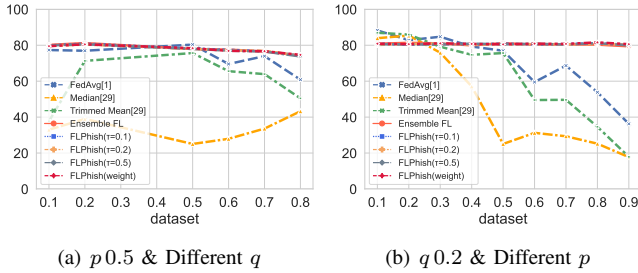 100
80
60
40
20
0
FedAvg[1]
Median[29]
Trimmed Mean[29]
Ensemble FL
FLPhish(τ=0.1)
FLPhish(τ=0.2)
FLPhish(τ=0.5)
FLPhish(weight)
0.1 0.2 0.3 0.4 0.5 0.6 0.7 0.8
dataset
(a) p 0.5 & Different q
100
80
60
40
20
0
FedAvg[1]
Median[29]
Trimmed Mean[29]
Ensemble FL
FLPhish(τ=0.1)
FLPhish(τ=0.2)
FLPhish(τ=0.5)
FLPhish(weight)
0.1 0.2 0.3 0.4 0.5 0.6 0.7 0.8 0.9
dataset
(b) q 0.2 & Different p